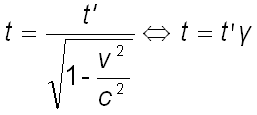 t = t' / √(1 - v²/c²) ⇔ t = t'γ